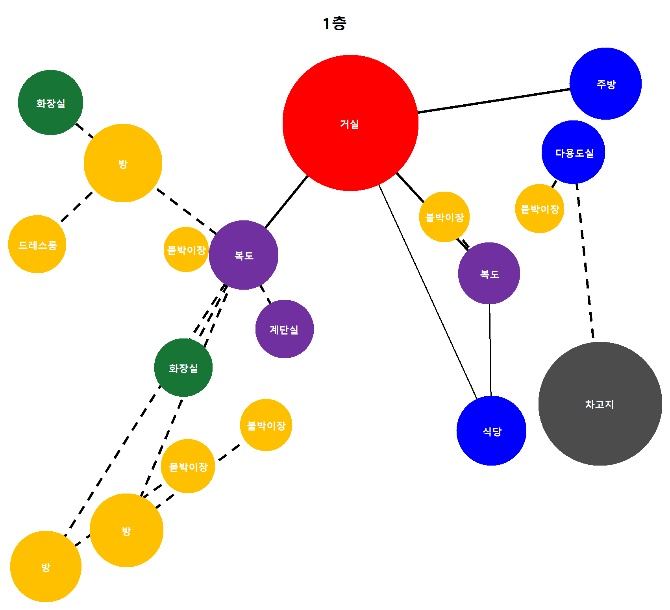 1층
주방
화장실
거실
다용도실
방
붙박이장
붙박이장
드레스룸
붙박이장
복도
복도
계단실
화장실
차고지
붙박이장
식당
붙박이장
방
방